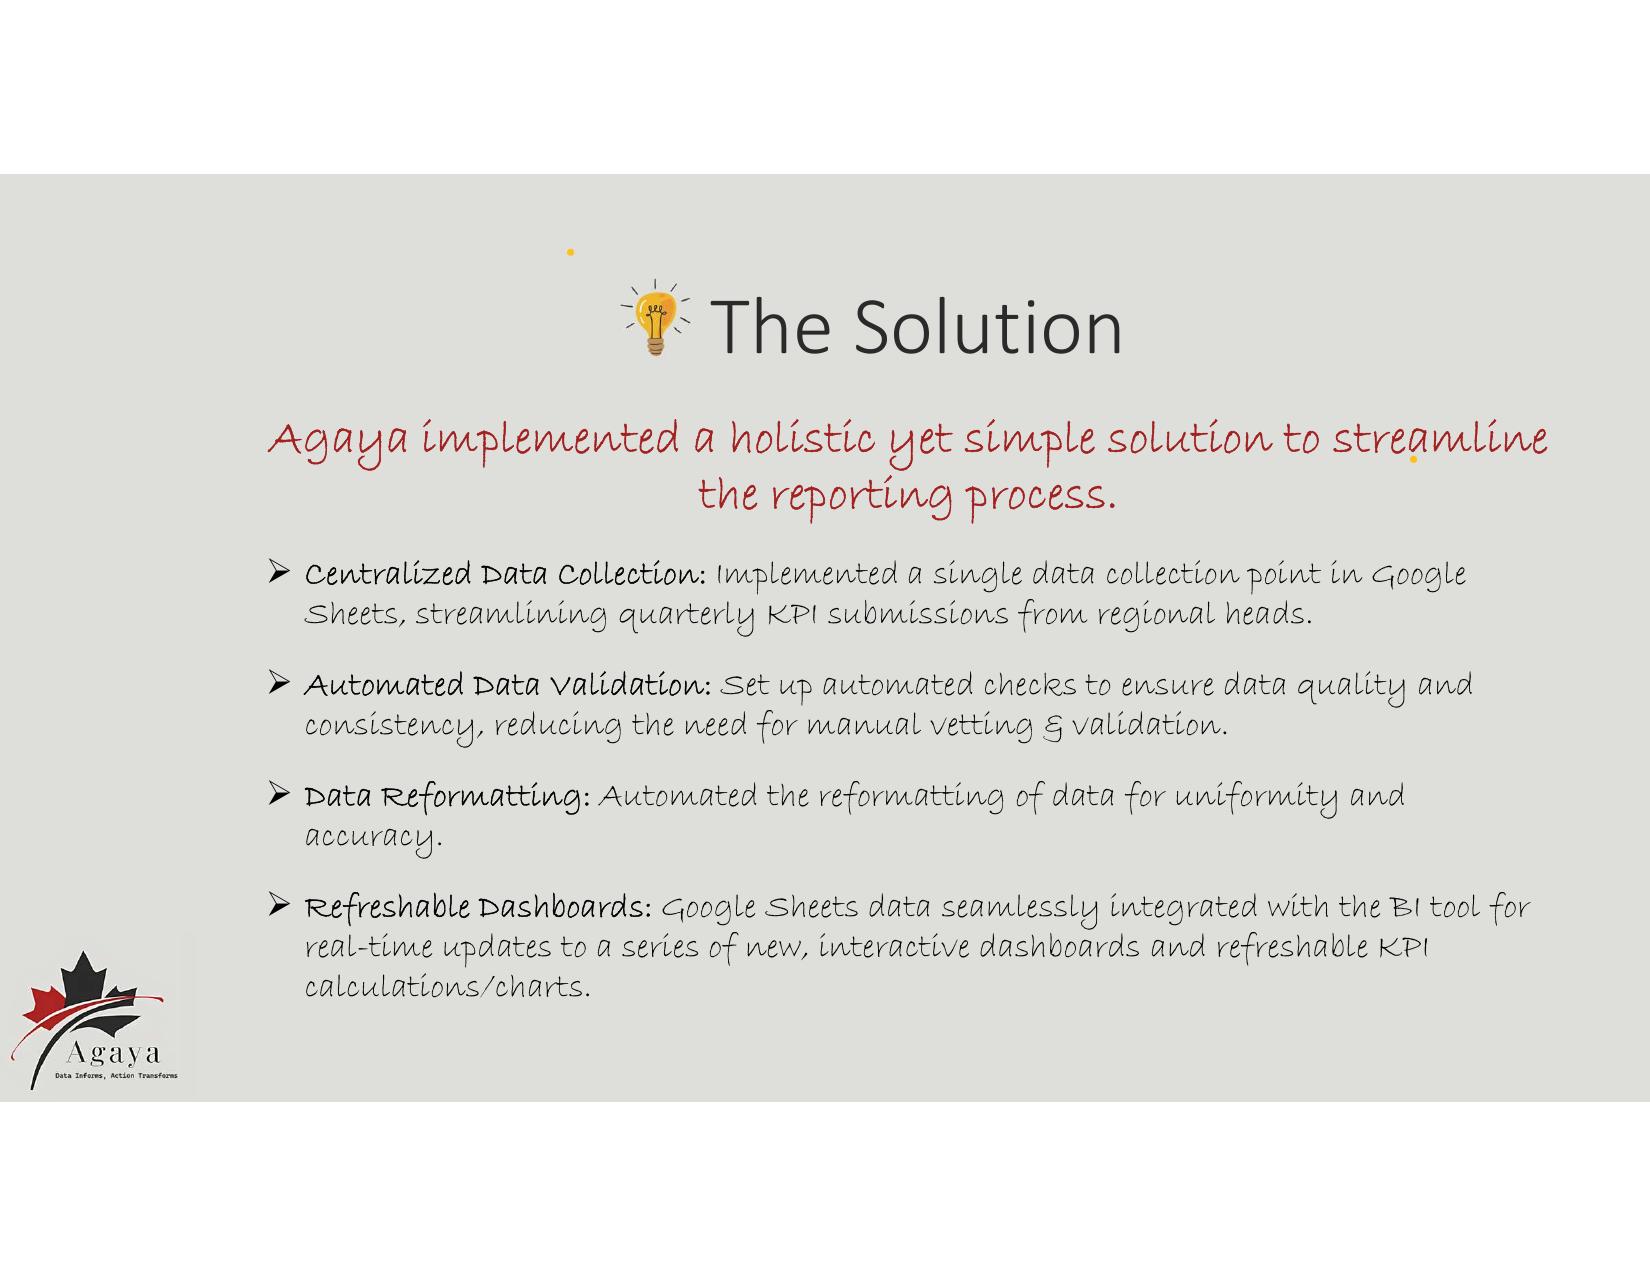 The Solution
Agaya implemented a holistic yet simple solution to streamline
the reporting process.
➢ Centralized Data Collection: Implemented a single data collection point in Google
Sheets, streamlining quarterly KPI submissions from regional heads.
➢ Automated Data Validation: Set up automated checks to ensure data quality and
consistency, reducing the need for manual vetting & validation.
➢ Data Reformatting: Automated the reformatting of data for uniformity and
accuracy.
➢ Refreshable Dashboards: Google Sheets data seamlessly integrated with the BI tool for
real-time updates to a series of new, interactive dashboards and refreshable KPI
calculations/charts.
Agaya
Data Informs, Action Transforms